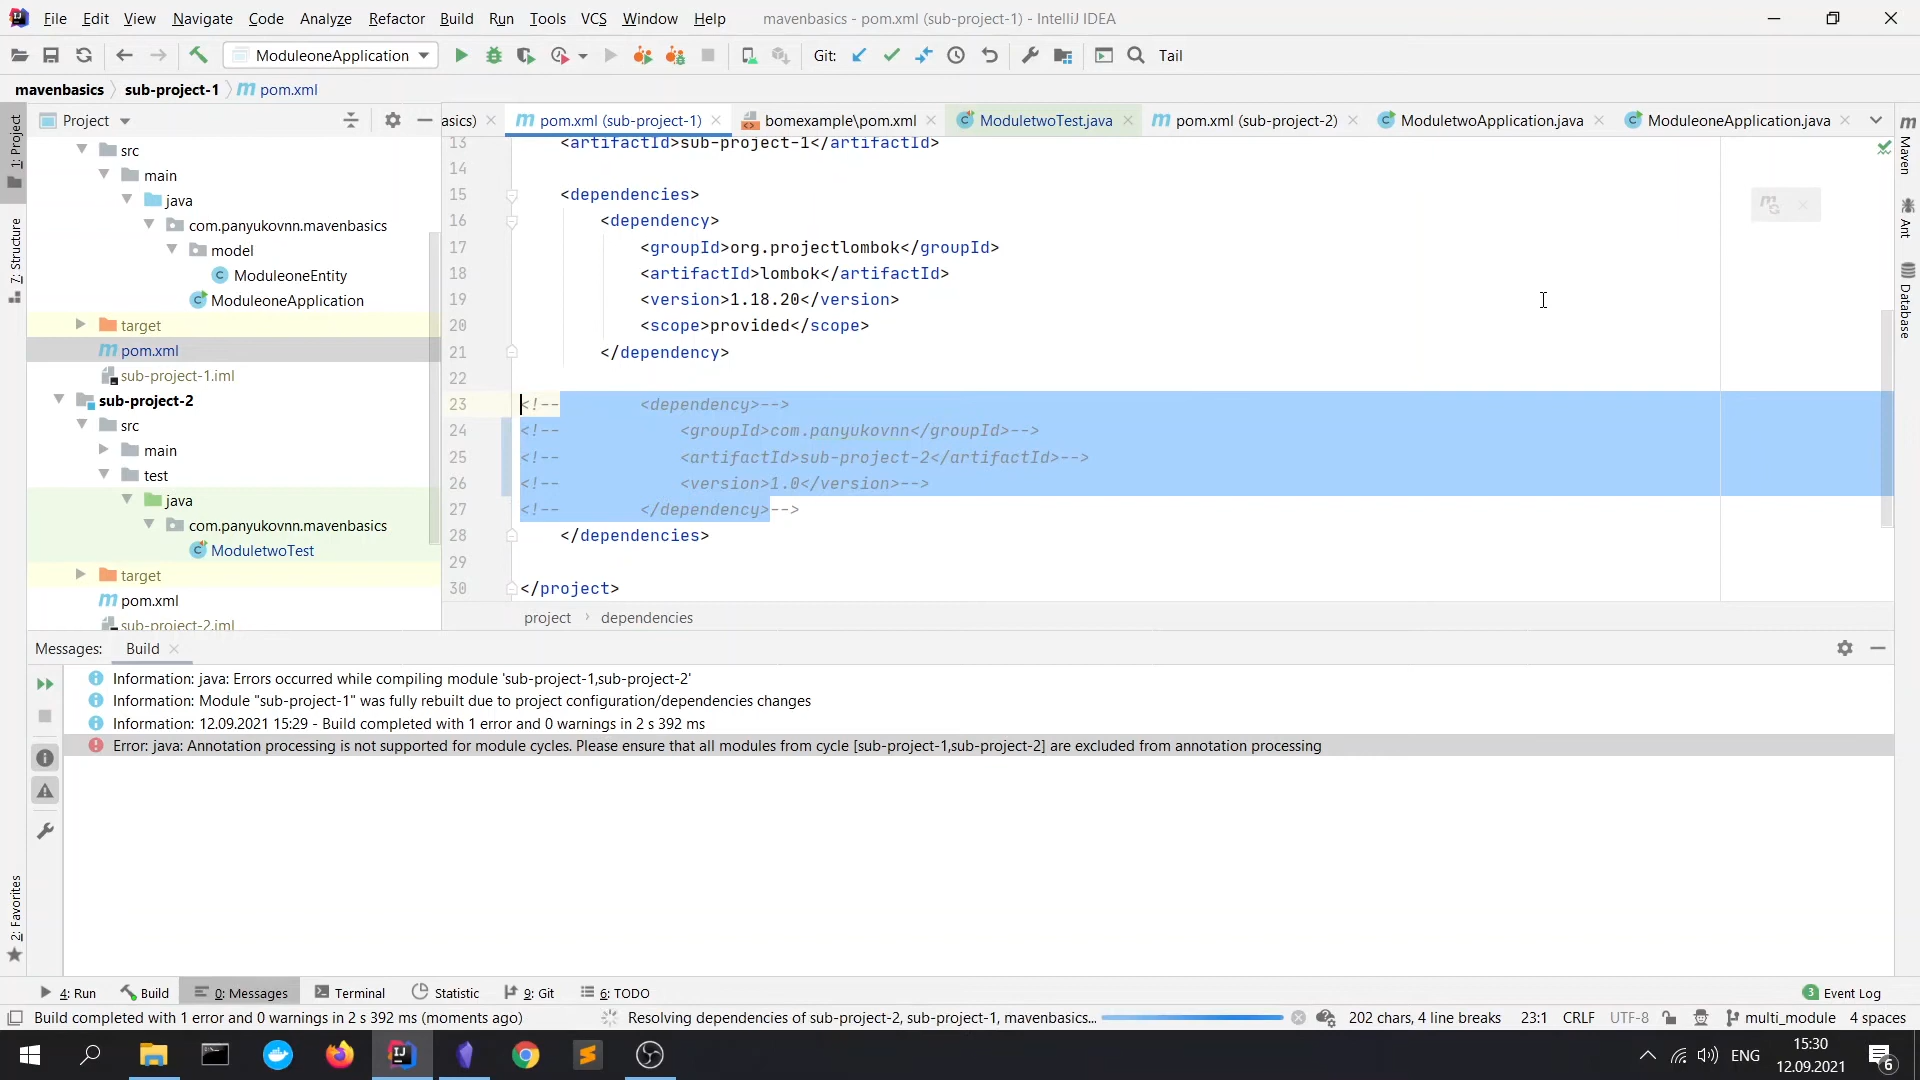 File Edit View Navigate Code Analyze Refactor Build Run Tools VCS Window Help mavenbasics - pom.xml (sub-project-1) - IntelliJ IDEA
ModuleoneApplication Git: Tail
mavenbasics sub-project-1 pom.xml
Project
asics) pom.xml (sub-project-1) bomexample\pom.xml ModuletwoTest.java pom.xml (sub-project-2) ModuletwoApplication.java ModuleoneApplication.java
1: Project
7: Structure
2: Favorites
src
main
java
com.panyukovnn.mavenbasics
model
ModuleoneEntity
ModuleoneApplication
target
pom.xml
sub-project-1.iml
sub-project-2
src
main
test
java
com.panyukovnn.mavenbasics
ModuletwoTest
target
pom.xml
sub-project-2.iml
13 <artifactId>sub-project-1</artifactId>
14
15 <dependencies>
16 <dependency>
17 <groupId>org.projectlombok</groupId>
18 <artifactId>lombok</artifactId>
19 <version>1.18.20</version>
20 <scope>provided</scope>
21 </dependency>
22
23 <!-- <dependency>-->
24 <!-- <groupId>com.panyukovnn</groupId>-->
25 <!-- <artifactId>sub-project-2</artifactId>-->
26 <!-- <version>1.0</version>-->
27 <!-- </dependency>-->
28 </dependencies>
29
30 </project>
project dependencies
Maven
Ant
Database
Messages: Build
Information: java: Errors occurred while compiling module 'sub-project-1,sub-project-2'
Information: Module "sub-project-1" was fully rebuilt due to project configuration/dependencies changes
Information: 12.09.2021 15:29 - Build completed with 1 error and 0 warnings in 2 s 392 ms
Error: java: Annotation processing is not supported for module cycles. Please ensure that all modules from cycle [sub-project-1,sub-project-2] are excluded from annotation processing
4: Run Build 0: Messages Terminal Statistic 9: Git 6: TODO 3 Event Log
Build completed with 1 error and 0 warnings in 2 s 392 ms (moments ago) Resolving dependencies of sub-project-2, sub-project-1, mavenbasics... 202 chars, 4 line breaks 23:1 CRLF UTF-8 multi_module 4 spaces
ENG 15:30
12.09.2021 6